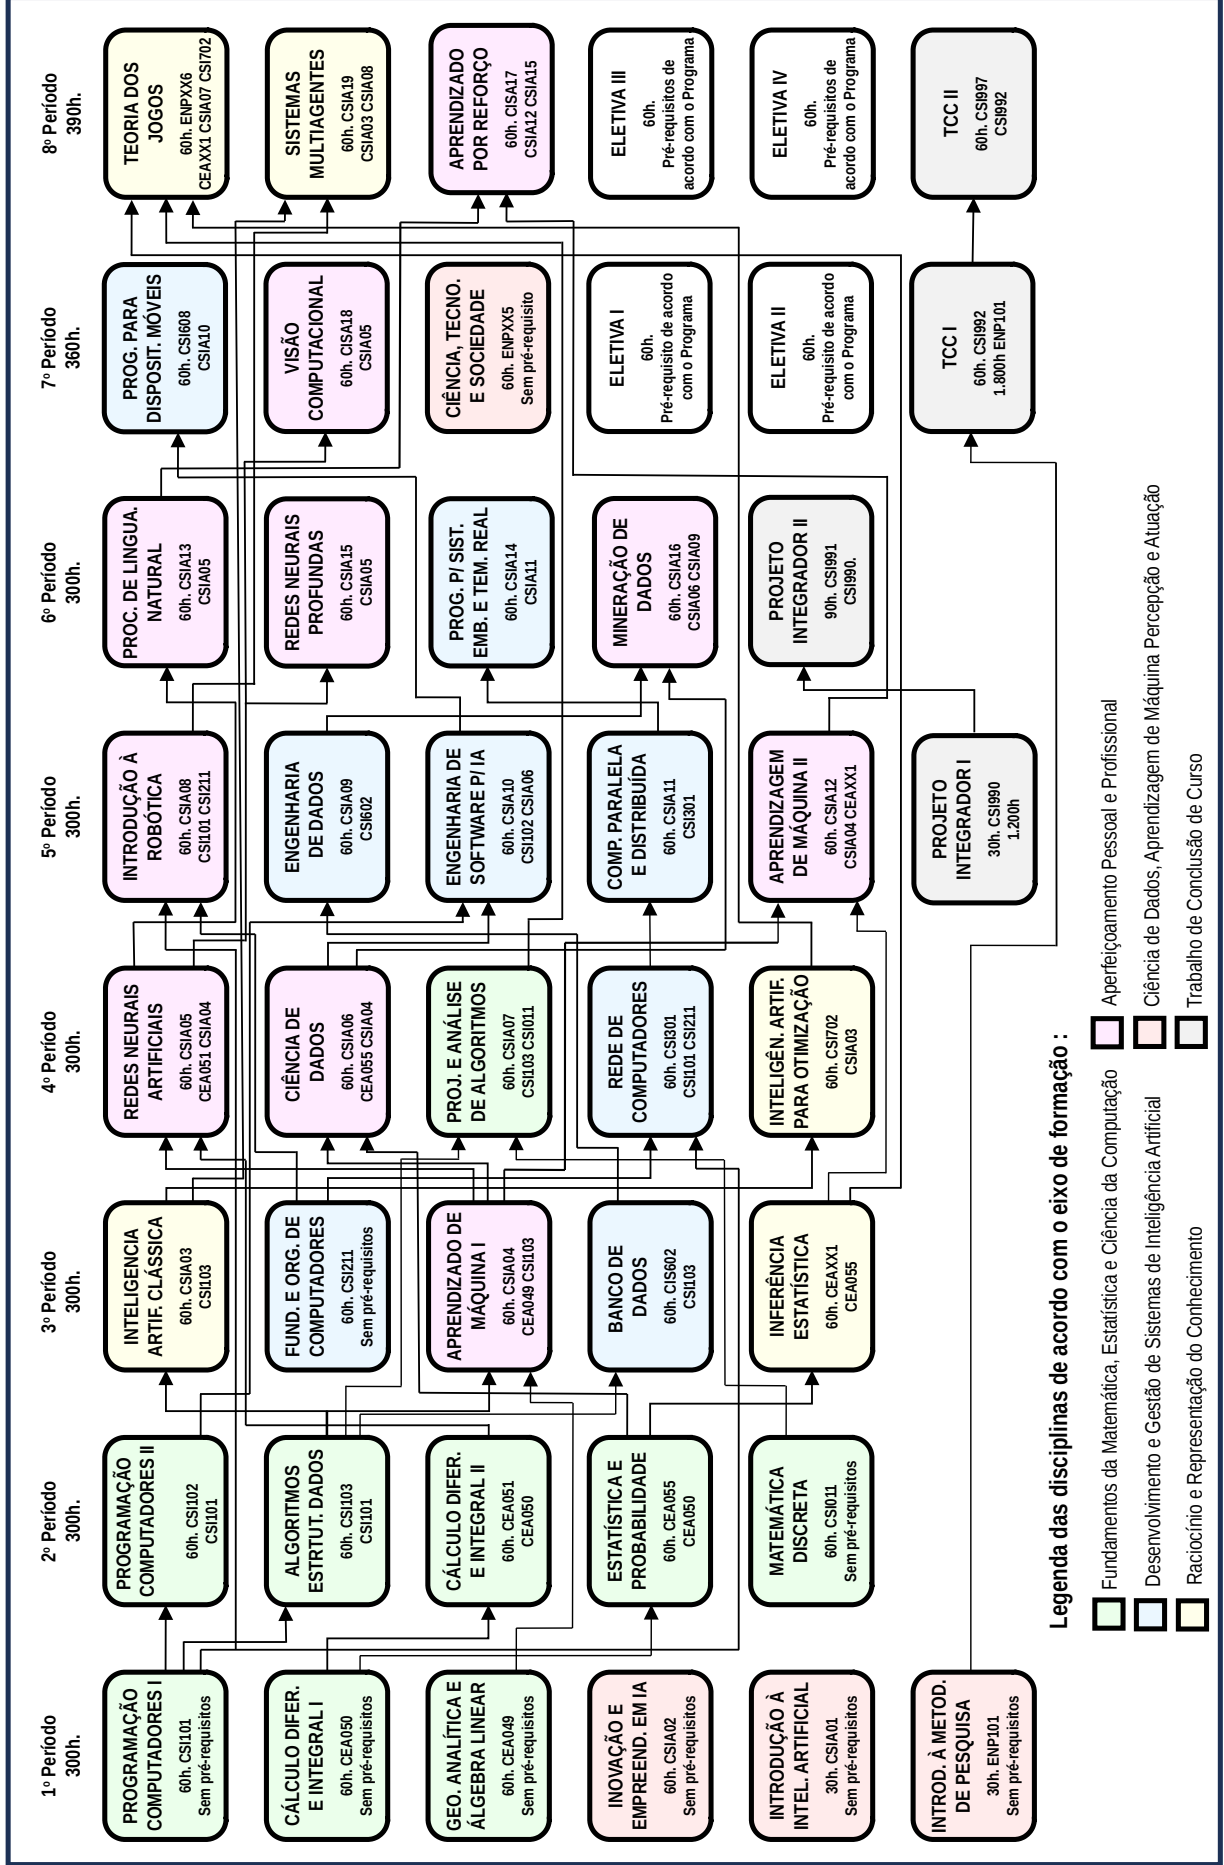 1º Período
300h.
PROGRAMAÇÃO
COMPUTADORES I
60h. CSI101
Sem pré-requisitos
CÁLCULO DIFER.
E INTEGRAL I
60h. CEA050
Sem pré-requisitos
GEO. ANALÍTICA E
ÁLGEBRA LINEAR
60h. CEA049
Sem pré-requisitos
INOVAÇÃO E
EMPREEND. EM IA
60h. CSIA02
Sem pré-requisitos
INTRODUÇÃO À
INTEL. ARTIFICIAL
30h. CSIA01
Sem pré-requisitos
INTROD. À METOD.
DE PESQUISA
30h. ENP101
Sem pré-requisitos
2º Período
300h.
PROGRAMAÇÃO
COMPUTADORES II
60h. CSI102
CSI101
ALGORITMOS
ESTRTUT. DADOS
60h. CSI103
CSI101
CÁLCULO DIFER.
E INTEGRAL II
60h. CEA051
CEA050
ESTATÍSTICA E
PROBABILIDADE
60h. CEA055
CEA050
MATEMÁTICA
DISCRETA
60h. CSI011
Sem pré-requisitos
3º Período
300h.
INTELIGENCIA
ARTIF. CLÁSSICA
60h. CSIA03
CSI103
FUND. E ORG. DE
COMPUTADORES
60h. CSI211
Sem pré-requisitos
APRENDIZADO DE
MÁQUINA I
60h. CSIA04
CEA049 CSI103
BANCO DE
DADOS
60h. CIS602
CSI103
INFERÊNCIA
ESTATÍSTICA
60h. CEAXX1
CEA055
4º Período
300h.
REDES NEURAIS
ARTIFICIAIS
60h. CSIA05
CEA051 CSIA04
CIÊNCIA DE
DADOS
60h. CSIA06
CEA055 CSIA04
PROJ. E ANÁLISE
DE ALGORITMOS
60h. CSIA07
CSI103 CSI011
REDE DE
COMPUTADORES
60h. CSI301
CSI101 CSI211
INTELIGÊN. ARTIF.
PARA OTIMIZAÇÃO
60h. CSI702
CSIA03
5º Período
300h.
INTRODUÇÃO À
ROBÓTICA
60h. CSIA08
CSI101 CSI211
ENGENHARIA
DE DADOS
60h. CSIA09
CSI602
ENGENHARIA DE
SOFTWARE P/ IA
60h. CSIA10
CSI102 CSIA06
COMP. PARALELA
E DISTRIBUÍDA
60h. CSIA11
CSI301
APRENDIZAGEM
DE MÁQUINA II
60h. CSIA12
CSIA04 CEAXX1
PROJETO
INTEGRADOR I
30h. CSI990
1.200h
6º Período
300h.
PROC. DE LINGUA.
NATURAL
60h. CSIA13
CSIA05
REDES NEURAIS
PROFUNDAS
60h. CSIA15
CSIA05
PROG. P/ SIST.
EMB. E TEM. REAL
60h. CSIA14
CSIA11
MINERAÇÃO DE
DADOS
60h. CSIA16
CSIA06 CSIA09
PROJETO
INTEGRADOR II
90h. CSI991
CSI990.
7º Período
360h.
PROG. PARA
DISPOSIT. MÓVEIS
60h. CSI608
CSIA10
VISÃO
COMPUTACIONAL
60h. CISA18
CSIA05
CIÊNCIA, TECNO.
E SOCIEDADE
60h. ENPXX5
Sem pré-requisito
ELETIVA I
60h.
Pré-requisito de acordo
com o Programa
ELETIVA II
60h.
Pré-requisito de acordo
com o Programa
TCC I
60h. CSI992
1.800h ENP101
8º Período
390h.
TEORIA DOS
JOGOS
60h. ENPXX6
CEAXX1 CSIA07 CSI702
SISTEMAS
MULTIAGENTES
60h. CSIA19
CSIA03 CSIA08
APRENDIZADO
POR REFORÇO
60h. CISA17
CSIA12 CSIA15
ELETIVA III
60h.
Pré-requisitos de
acordo com o Programa
ELETIVA IV
60h.
Pré-requisitos de
acordo com o Programa
TCC II
60h. CSI997
CSI992
Legenda das disciplinas de acordo com o eixo de formação :
Fundamentos da Matemática, Estatística e Ciência da Computação
Desenvolvimento e Gestão de Sistemas de Inteligência Artificial
Raciocínio e Representação do Conhecimento
Aperfeiçoamento Pessoal e Profissional
Ciência de Dados, Aprendizagem de Máquina Percepção e Atuação
Trabalho de Conclusão de Curso